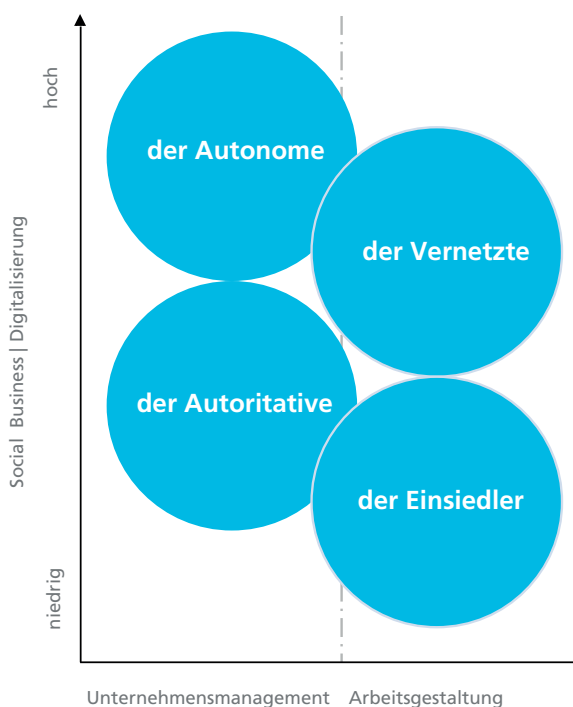 hoch
der Autonome
der Vernetzte
Social Business | Digitalisierung
der Autoritative
der Einsiedler
niedrig
Unternehmensmanagement
Arbeitsgestaltung